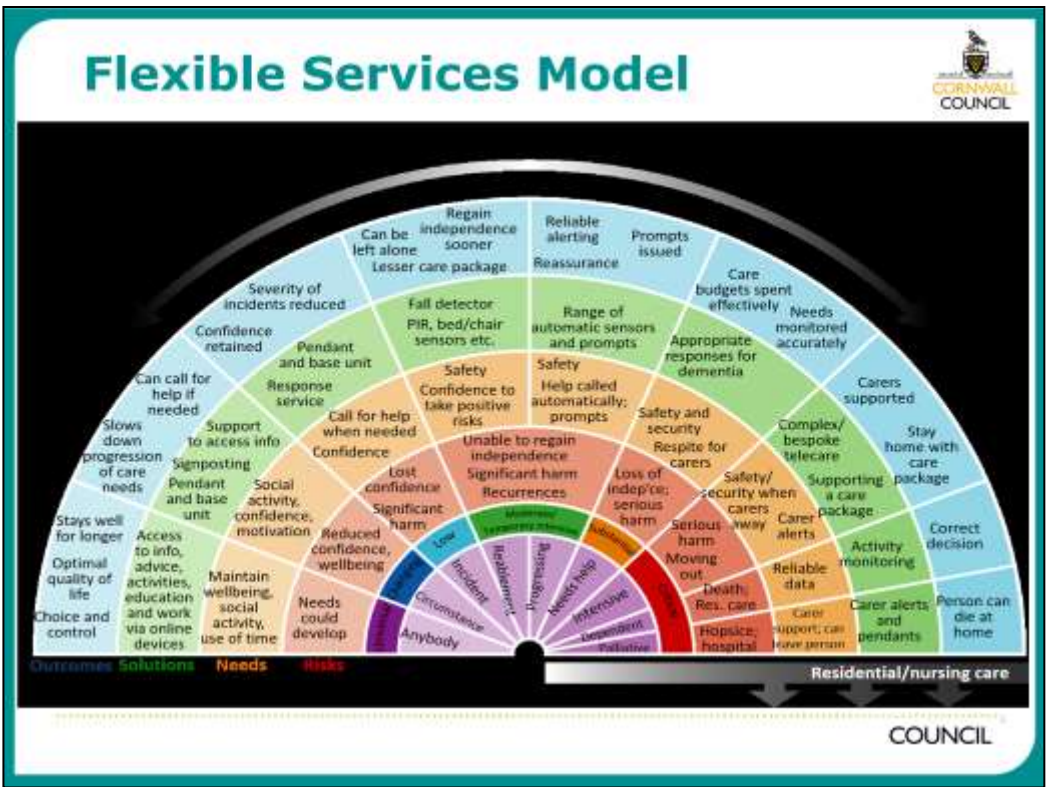 Flexible Services Model
CORNWALL
COUNCIL
Regain
independence
sooner
Can be
left alone
Lesser care package
Reliable
alerting
Prompts
issued
Reassurance
Severity of
incidents reduced
Confidence
retained
Care
budgets spent
effectively
Needs
monitored
accurately
Can call for
help if
needed
Slows
down
progression
of care
needs
Carers
supported
Stay
home with
care
package
Stays well
for longer
Optimal
quality of
life
Choice and
control
Correct
decision
Person can
die at
home
Fall detector
PIR, bed/chair
sensors etc.
Range of
automatic sensors
and prompts
Pendant
and base unit
Response
service
Appropriate
responses for
dementia
Support
to access info
Signposting
Pendant
and base
unit
Complex/
bespoke
telecare
Supporting
a care
package
Access
to info,
advice,
activities,
education
and work
via online
devices
Activity
monitoring
Carer alerts
and
pendants
Safety
Confidence to
take positive
risks
Safety
Help called
automatically;
prompts
Call for help
when needed
Confidence
Safety and
security
Respite for
carers
Social
activity,
confidence,
motivation
Safety/
security when
carers
away
Carer
alerts
Maintain
wellbeing,
social
activity,
use of time
Reliable
data
Carer
support; can
leave person
Unable to regain
independence
Significant harm
Recurrences
Lost
confidence
Significant
harm
Loss of
indep'ce;
serious
harm
Reduced
confidence,
wellbeing
Serious
harm
Moving
out
Needs
could
develop
Death;
Res. care
Hopsice;
hospital
Low
Moderate
Substantial
Critical
Anybody
Circumstance
Incident
Reablement
Progressing
Needs help
Intensive
Dependent
Palliative
Outcomes Solutions Needs Risks
Residential/nursing care
COUNCIL